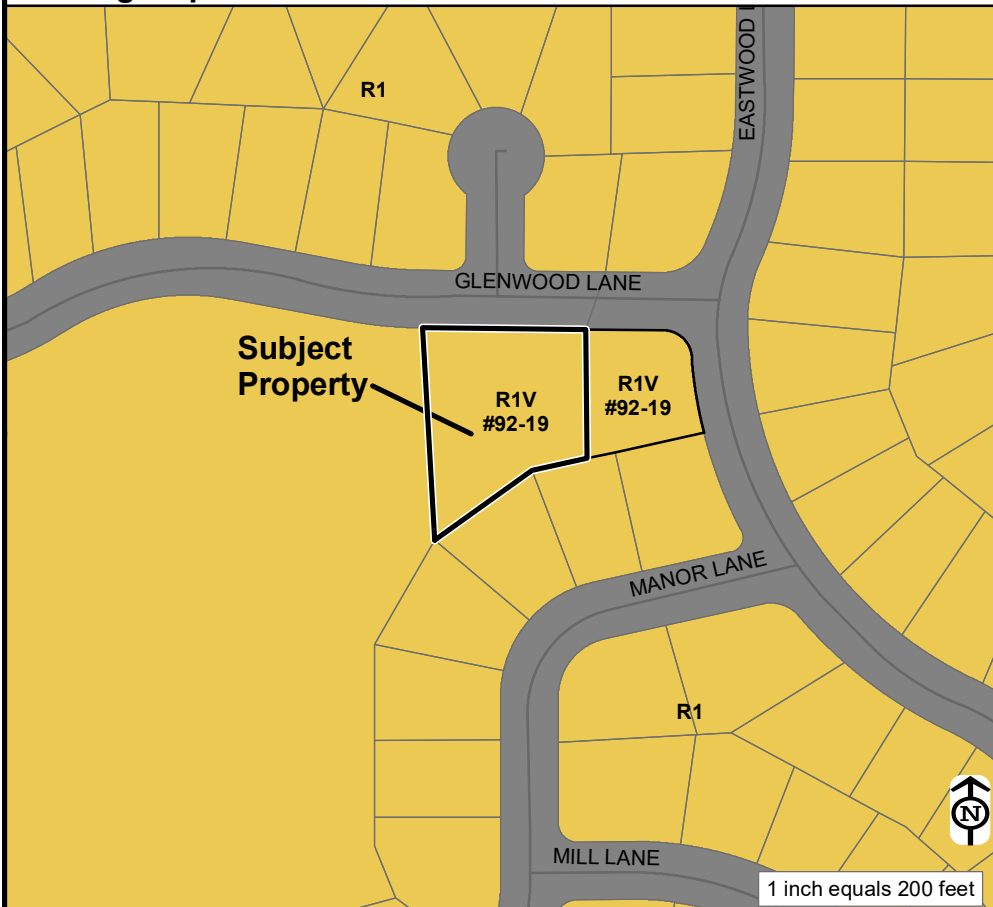 R1
EASTWOOD L
GLENWOOD LANE
Subject
Property
R1V
#92-19
R1V
#92-19
MANOR LANE
R1
N
MILL LANE
1 inch equals 200 feet